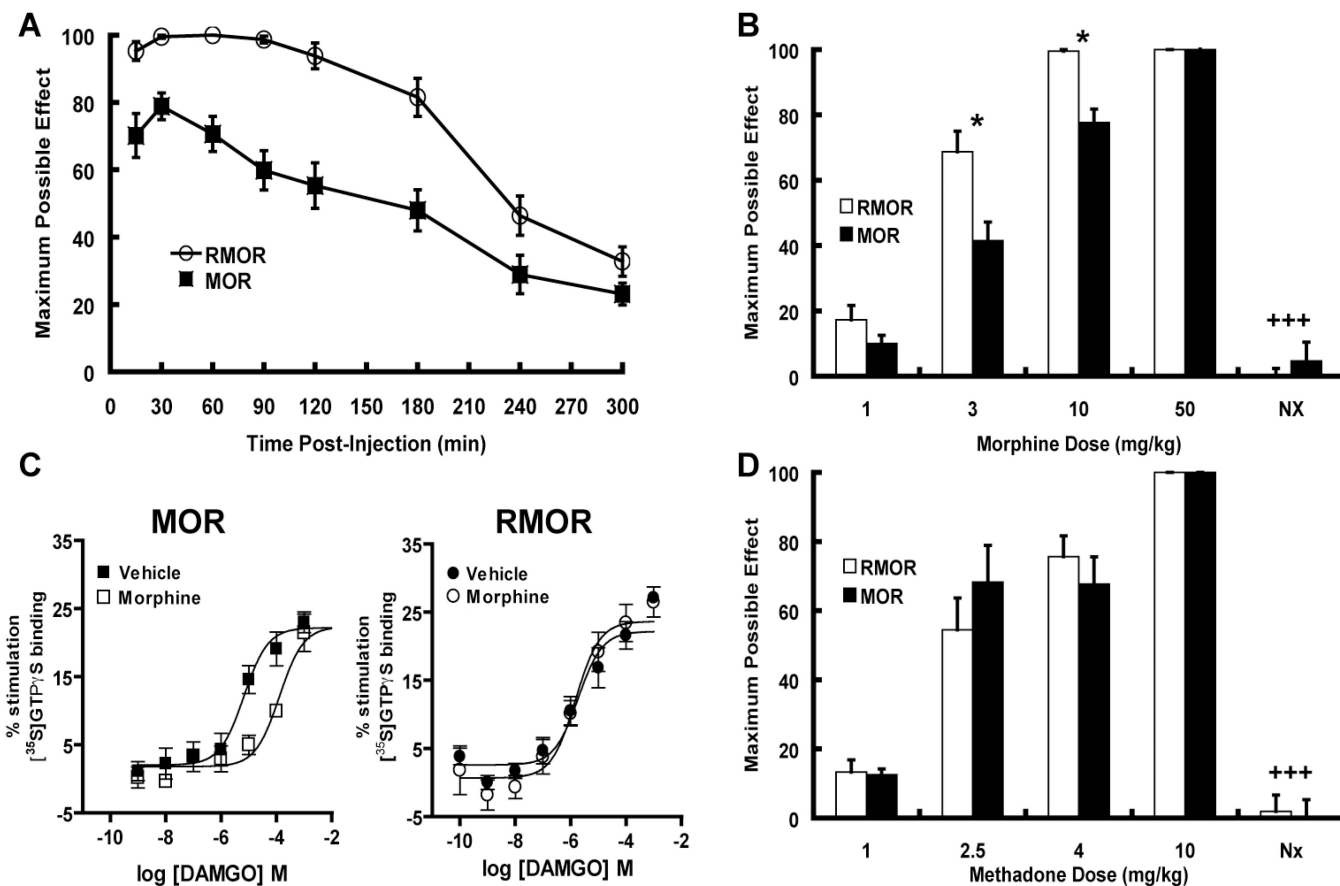 A
Maximum Possible Effect
100
80
60
40
20
0
RMOR
MOR
0 30 60 90 120 150 180 210 240 270 300
Time Post-Injection (min)
B
Maximum Possible Effect
100
80
60
40
20
0
*
*
+++
RMOR
MOR
1 3 10 50 NX
Morphine Dose (mg/kg)
C
MOR
% stimulation
[³⁵S]GTPγS binding
35
25
15
5
-5
Vehicle
Morphine
-10 -8 -6 -4 -2
log [DAMGO] M
RMOR
% stimulation
[³⁵S]GTPγS binding
35
25
15
5
-5
Vehicle
Morphine
-10 -8 -6 -4 -2
log [DAMGO] M
D
Maximum Possible Effect
100
80
60
40
20
0
RMOR
MOR
+++
1 2.5 4 10 Nx
Methadone Dose (mg/kg)